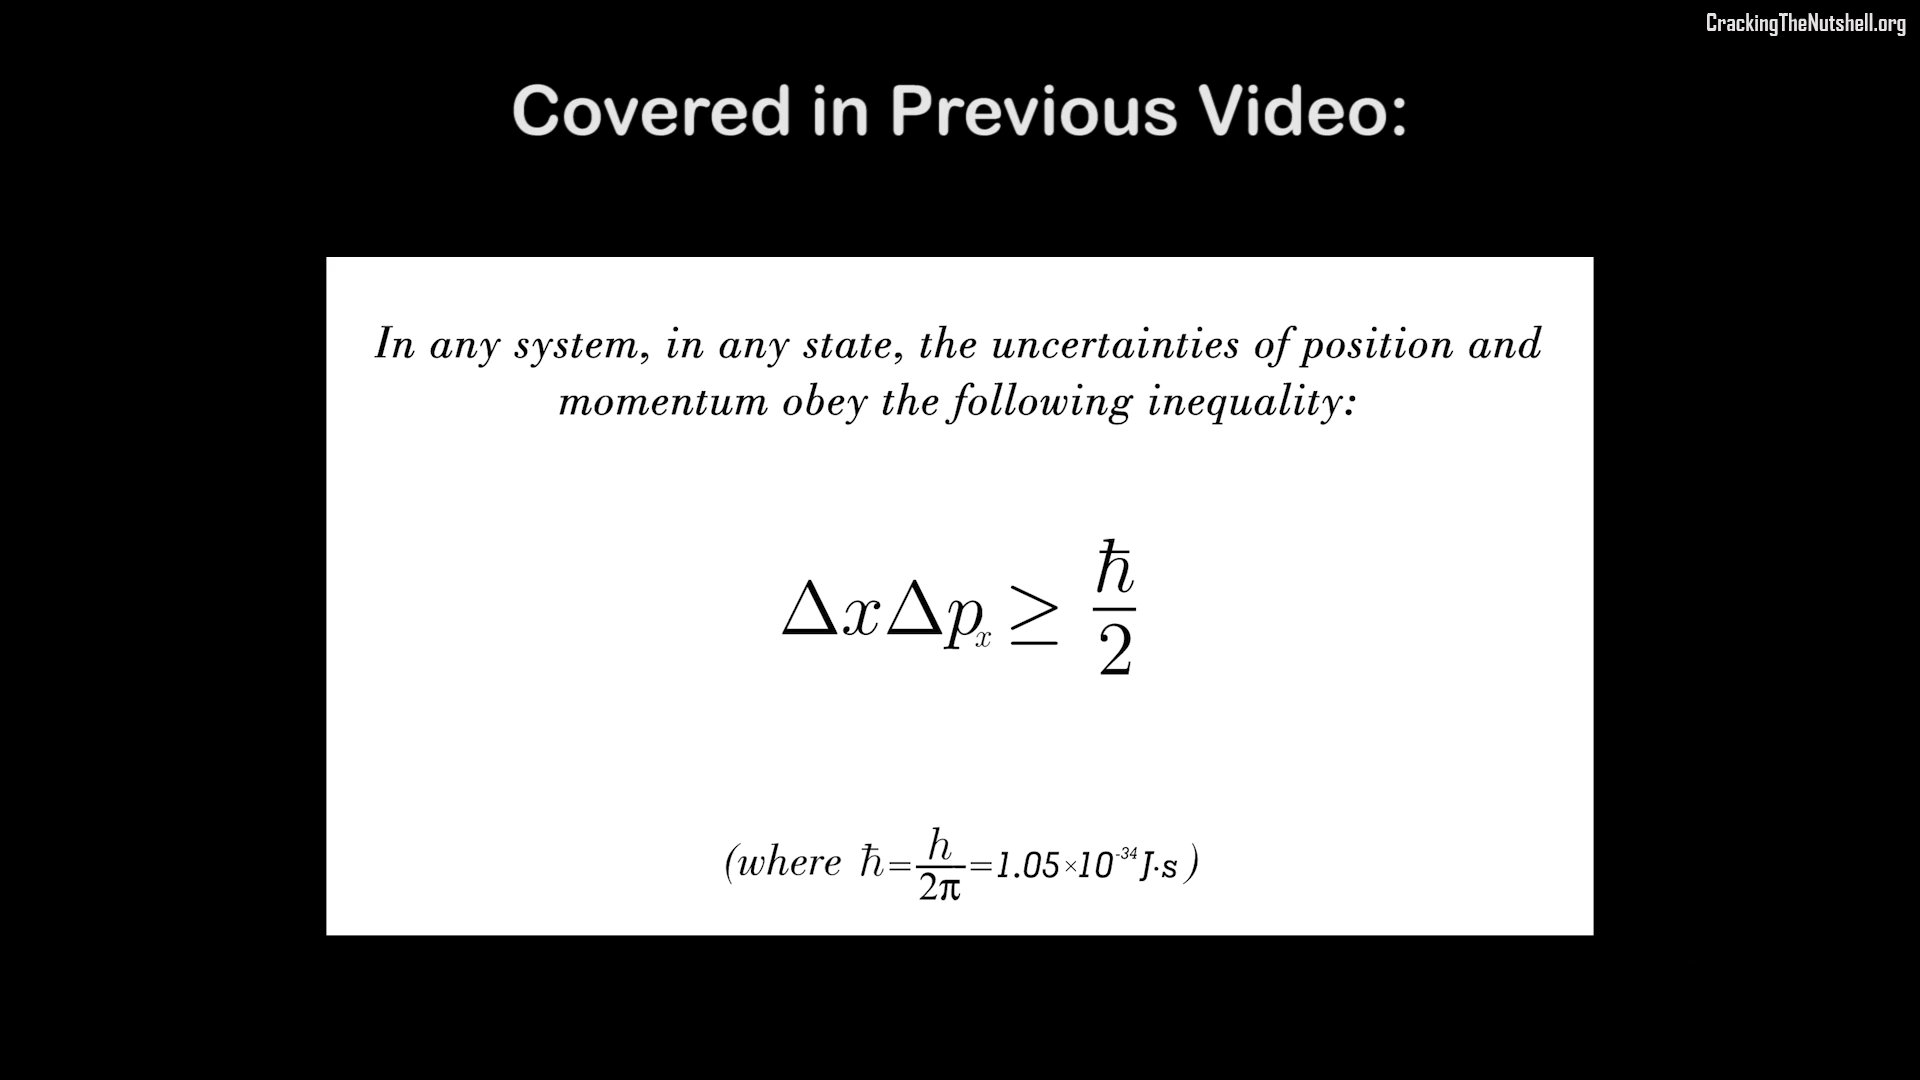 CrackingTheNutshell.org
Covered in Previous Video:
In any system, in any state, the uncertainties of position and
momentum obey the following inequality:
ΔxΔpₓ ≥ ħ/2
(where ħ=h/2π=1.05×10⁻³⁴J·s)